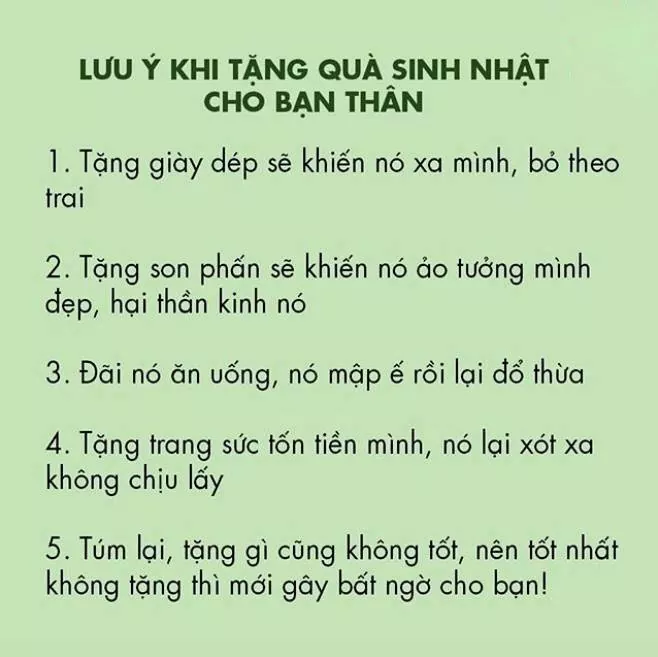 LƯU Ý KHI TẶNG QUÀ SINH NHẬT
CHO BẠN THÂN
1. Tặng giày dép sẽ khiến nó xa mình, bỏ theo
trai
2. Tặng son phấn sẽ khiến nó ảo tưởng mình
đẹp, hại thần kinh nó
3. Đãi nó ăn uống, nó mập ế rồi lại đổ thừa
4. Tặng trang sức tốn tiền mình, nó lại xót xa
không chịu lấy
5. Túm lại, tặng gì cũng không tốt, nên tốt nhất
không tặng thì mới gây bất ngờ cho bạn!